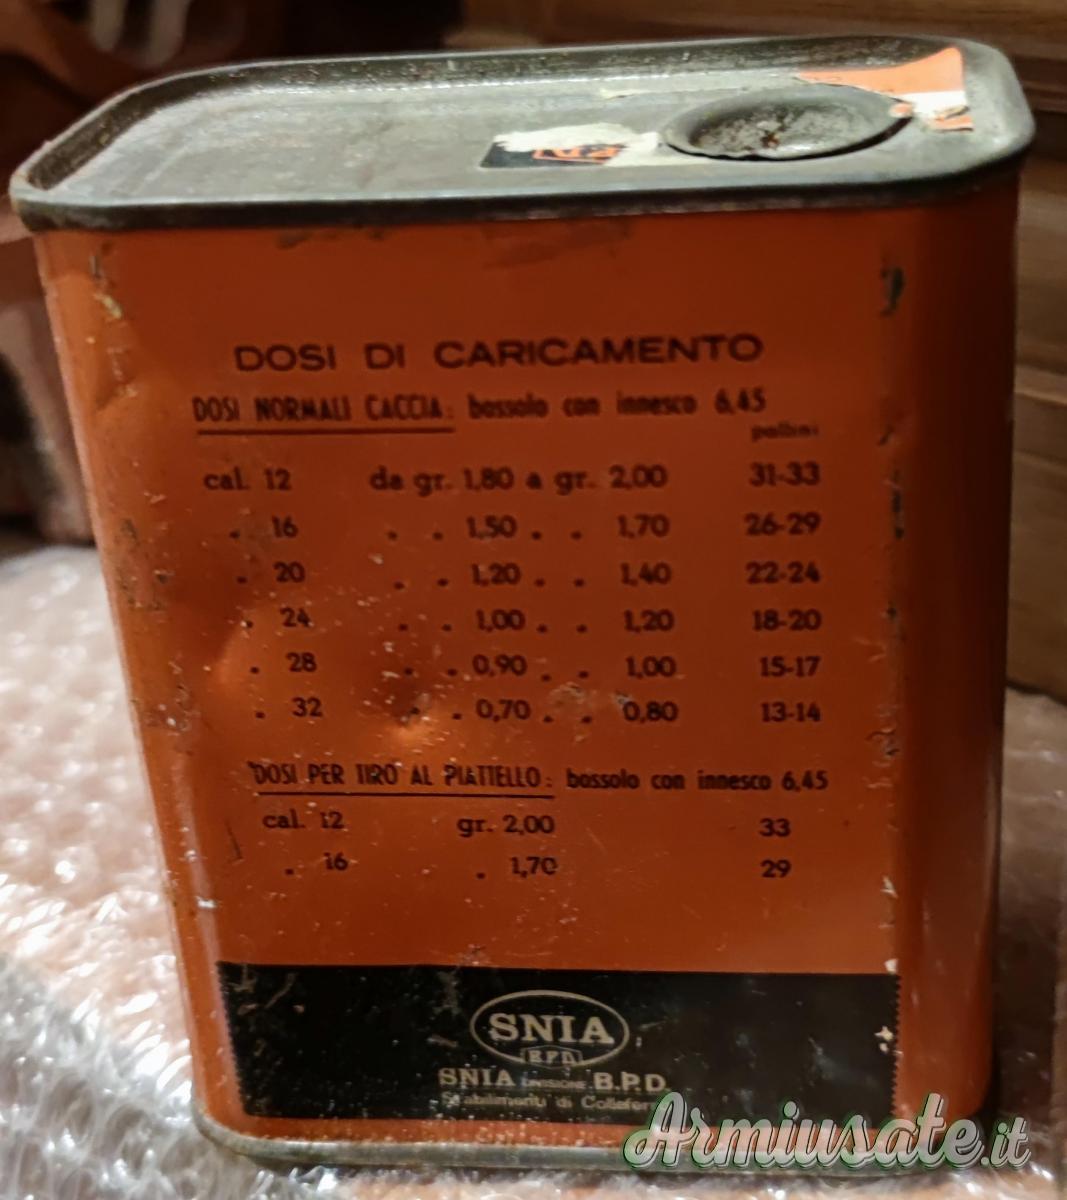 DOSI DI CARICAMENTO
DOSI NORMALI CACCIA: bossolo con innesco 6,45
pallini
cal. 12 da gr. 1,80 a gr. 2,00 31-33
. 16 . . 1,50 . . 1,70 26-29
. 20 . . 1,20 . . 1,40 22-24
. 24 . . 1,00 . . 1,20 18-20
. 28 . . 0,90 . . 1,00 15-17
. 32 . . 0,70 . . 0,80 13-14
DOSI PER TIRO AL PIATTELLO: bossolo con innesco 6,45
cal. 12 gr. 2,00 33
. 16 . 1,70 29
SNIA
B.P.D.
SNIA DIVISIONE B.P.D.
Stabilimento di
Armiusate.it